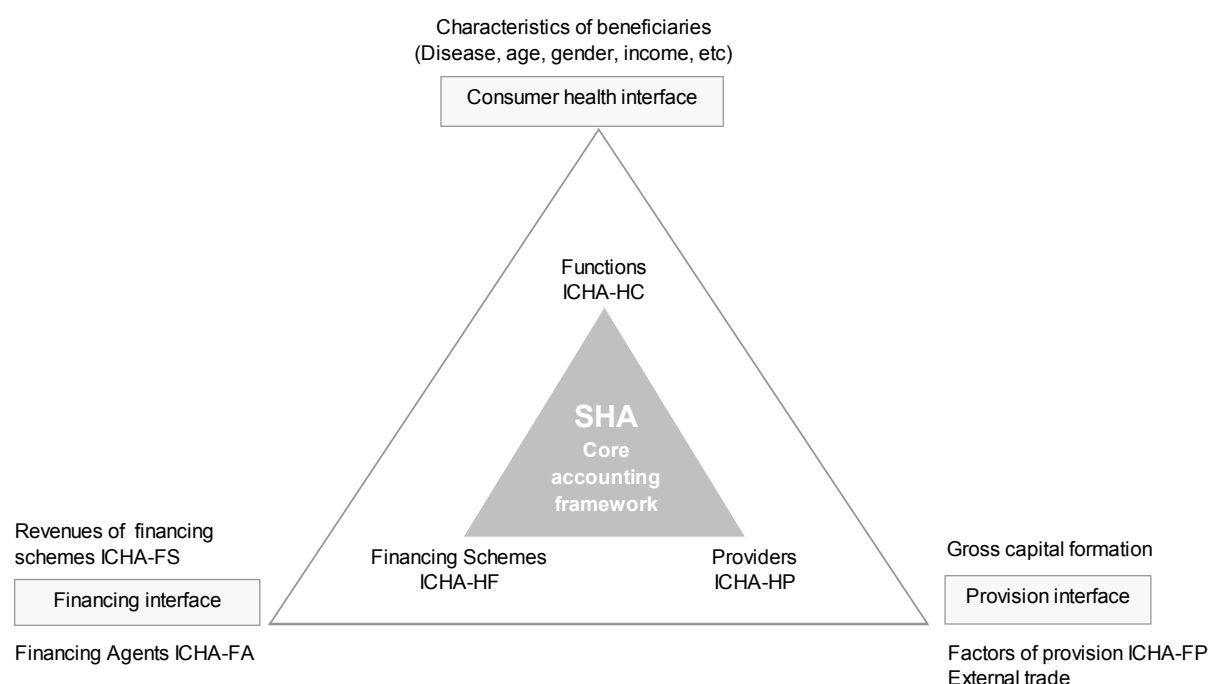 Characteristics of beneficiaries
(Disease, age, gender, income, etc)
Consumer health interface
Functions
ICHA-HC
SHA
Core
accounting
framework
Revenues of financing
schemes ICHA-FS
Financing interface
Financing Agents ICHA-FA
Financing Schemes
ICHA-HF
Providers
ICHA-HP
Gross capital formation
Provision interface
Factors of provision ICHA-FP
External trade